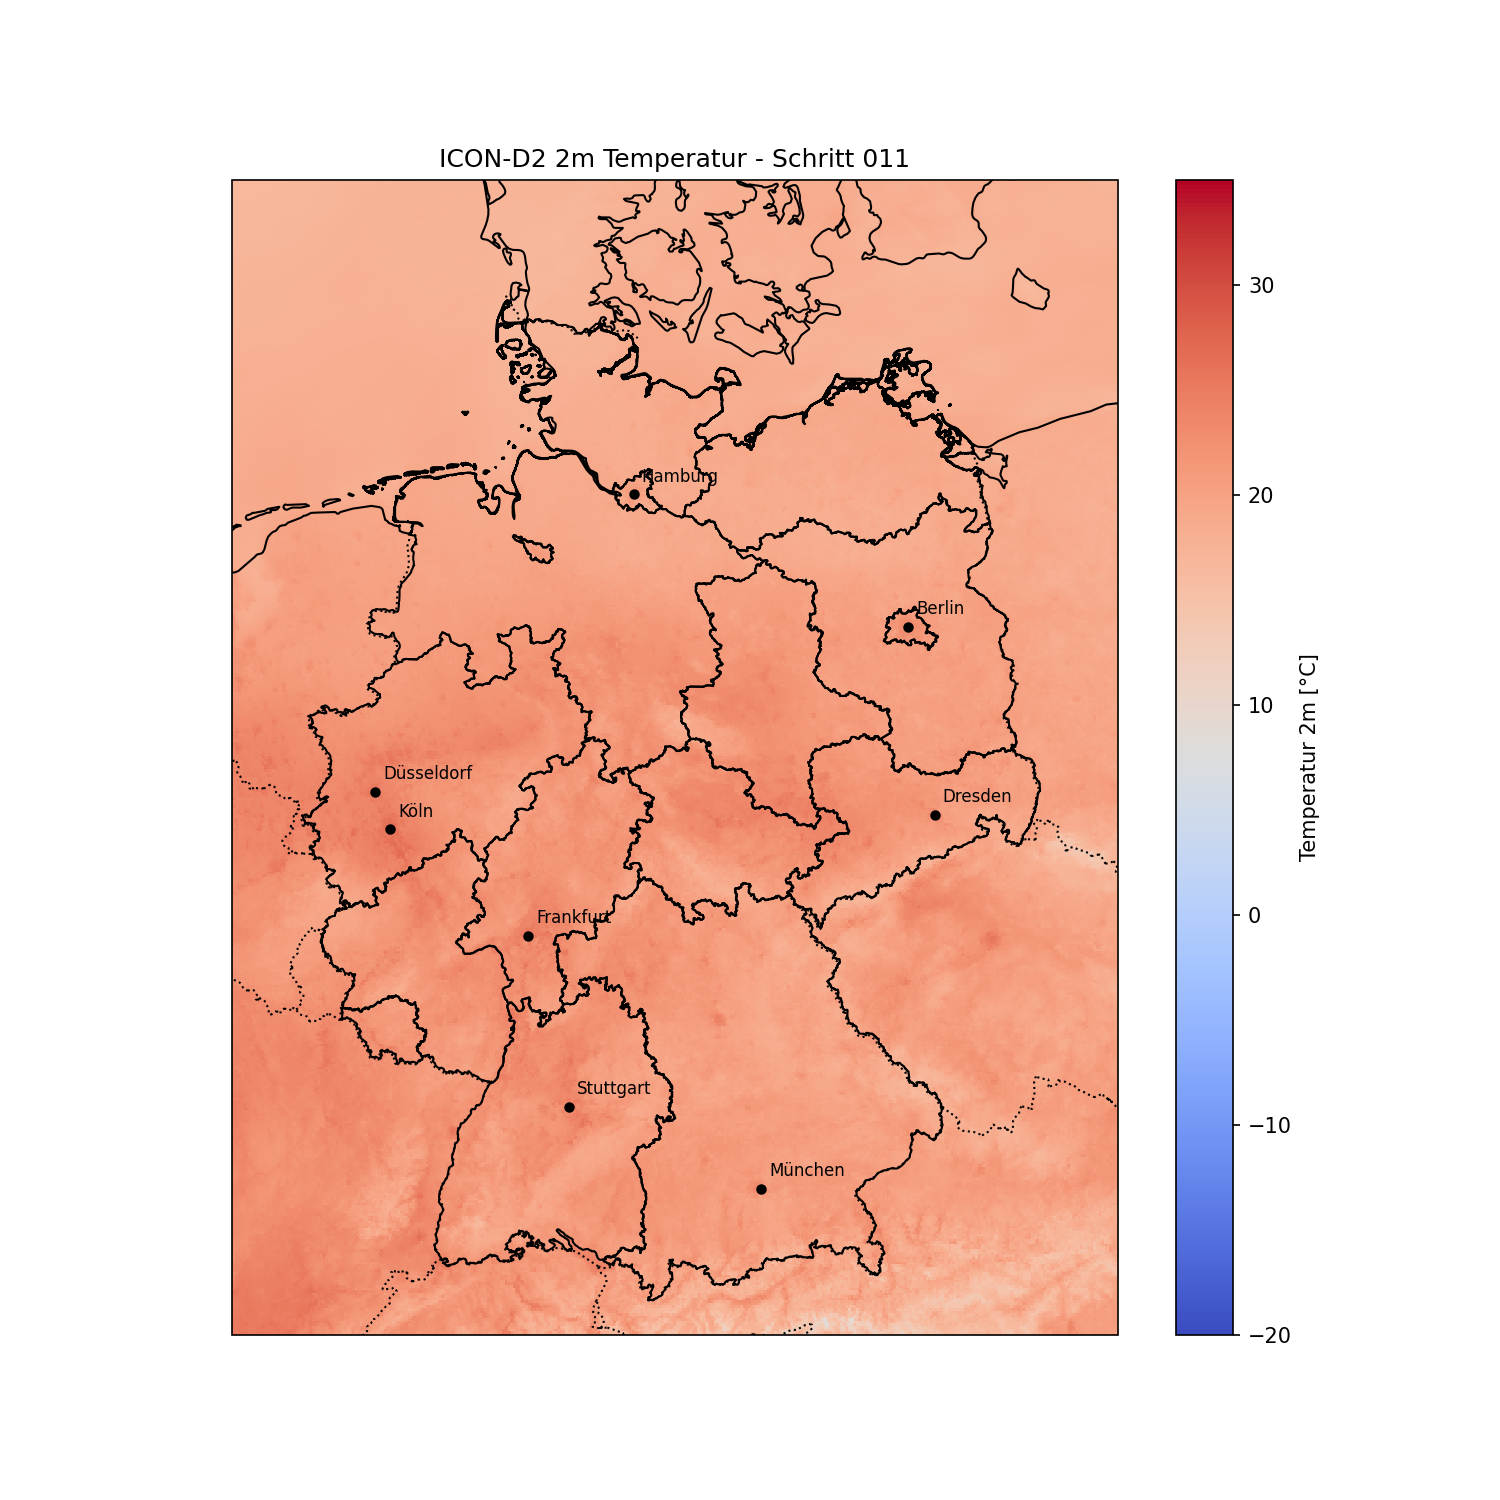 ICON-D2 2m Temperatur - Schritt 011
Hamburg
Berlin
Düsseldorf
Köln
Dresden
Frankfurt
Stuttgart
München
30
20
10
0
−10
−20
Temperatur 2m [°C]